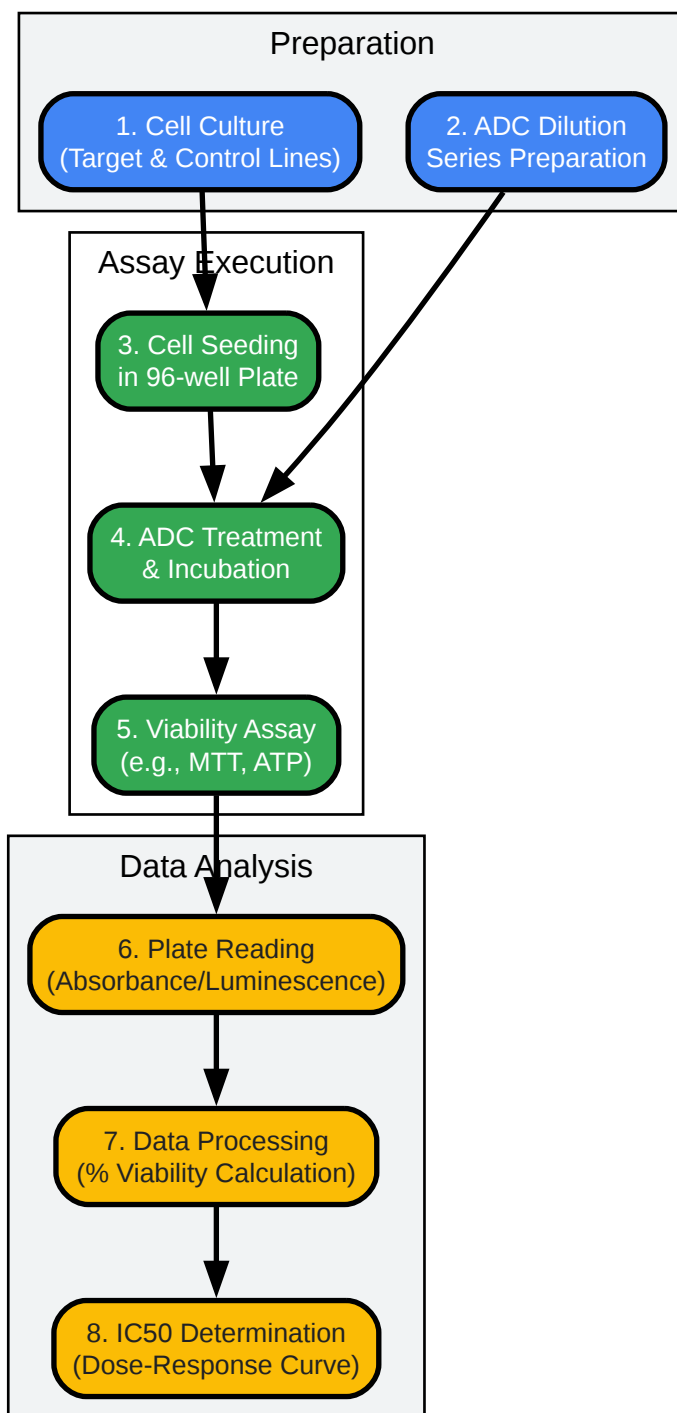 Preparation
1. Cell Culture
(Target & Control Lines)
2. ADC Dilution
Series Preparation
Assay Execution
3. Cell Seeding
in 96-well Plate
4. ADC Treatment
& Incubation
5. Viability Assay
(e.g., MTT, ATP)
Data Analysis
6. Plate Reading
(Absorbance/Luminescence)
7. Data Processing
(% Viability Calculation)
8. IC50 Determination
(Dose-Response Curve)